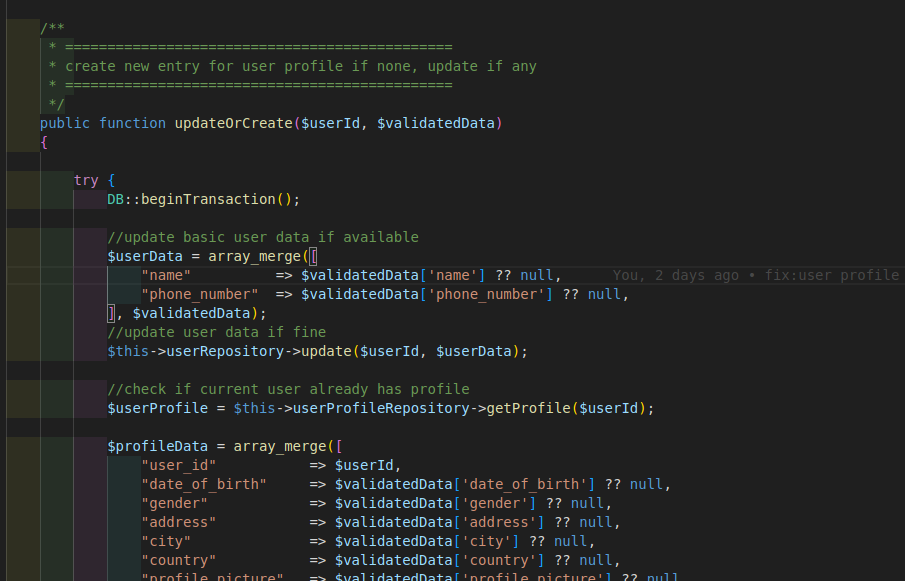 /**
 * ==============================================
 * create new entry for user profile if none, update if any
 * ==============================================
 */
public function updateOrCreate($userId, $validatedData)
{
try {
DB::beginTransaction();
//update basic user data if available
$userData = array_merge([
"name"          => $validatedData['name'] ?? null,      You, 2 days ago • fix:user profile
"phone_number"  => $validatedData['phone_number'] ?? null,
], $validatedData);
//update user data if fine
$this->userRepository->update($userId, $userData);
//check if current user already has profile
$userProfile = $this->userProfileRepository->getProfile($userId);
$profileData = array_merge([
"user_id"           => $userId,
"date_of_birth"     => $validatedData['date_of_birth'] ?? null,
"gender"            => $validatedData['gender'] ?? null,
"address"           => $validatedData['address'] ?? null,
"city"              => $validatedData['city'] ?? null,
"country"           => $validatedData['country'] ?? null,
"profile_picture"   => $validatedData['profile_picture'] ?? null